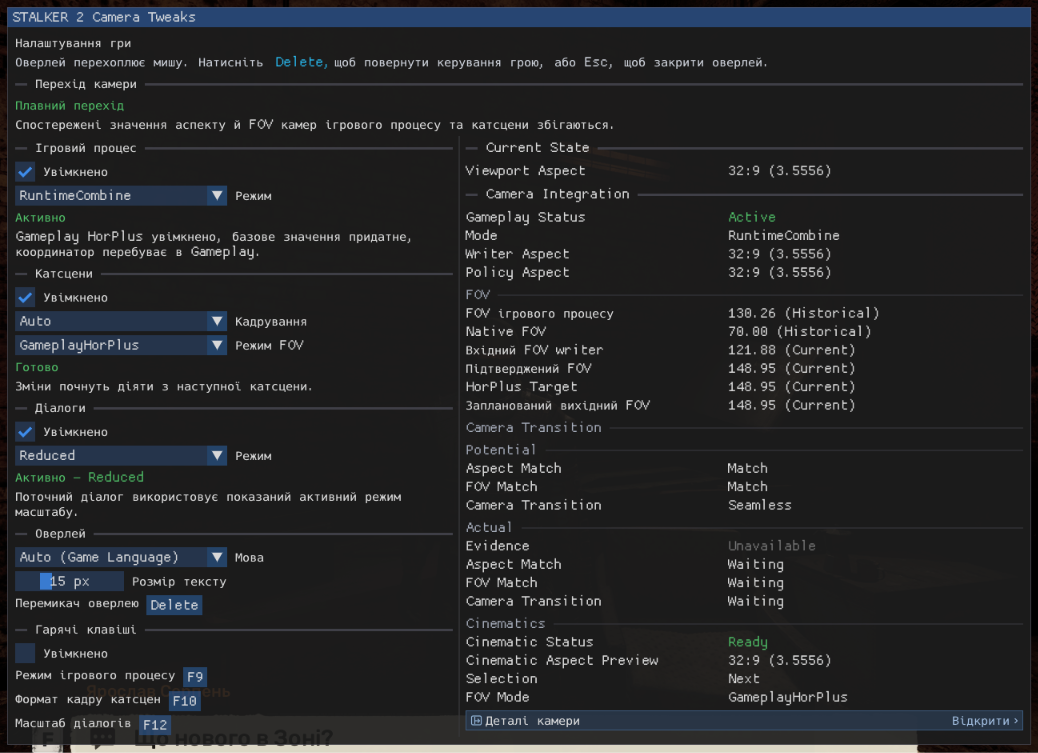 STALKER 2 Camera Tweaks
Налаштування гри
Оверлей перехоплює мишу. Натисніть Delete, щоб повернути керування грою, або Esc, щоб закрити оверлей.
Перехід камери
Плавний перехід
Спостережені значення аспекту й FOV камер ігрового процесу та катсцени збігаються.
Ігровий процес
Увімкнено
RuntimeCombine ▼ Режим
Активно
Gameplay HorPlus увімкнено, базове значення придатне,
координатор перебуває в Gameplay.
Катсцени
Увімкнено
Auto ▼ Кадрування
GameplayHorPlus ▼ Режим FOV
Готово
Зміни почнуть діяти з наступної катсцени.
Діалоги
Увімкнено
Reduced ▼ Режим
Активно - Reduced
Поточний діалог використовує показаний активний режим
масштабу.
Оверлей
Auto (Game Language) ▼ Мова
15 px Розмір тексту
Перемикач оверлею Delete
Гарячі клавіші
Увімкнено
Режим ігрового процесу F9
Формат кадру катсцен F10
Масштаб діалогів F12
Current State
Viewport Aspect 32:9 (3.5556)
Camera Integration
Gameplay Status Active
Mode RuntimeCombine
Writer Aspect 32:9 (3.5556)
Policy Aspect 32:9 (3.5556)
FOV
FOV ігрового процесу 130.26 (Historical)
Native FOV 70.00 (Historical)
Вхідний FOV writer 121.88 (Current)
Підтверджений FOV 148.95 (Current)
HorPlus Target 148.95 (Current)
Запланований вихідний FOV 148.95 (Current)
Camera Transition
Potential
Aspect Match Match
FOV Match Match
Camera Transition Seamless
Actual
Evidence Unavailable
Aspect Match Waiting
FOV Match Waiting
Camera Transition Waiting
Cinematics
Cinematic Status Ready
Cinematic Aspect Preview 32:9 (3.5556)
Selection Next
FOV Mode GameplayHorPlus
Деталі камери Відкрити ›
Ярослав
F Що нового в Зоні?